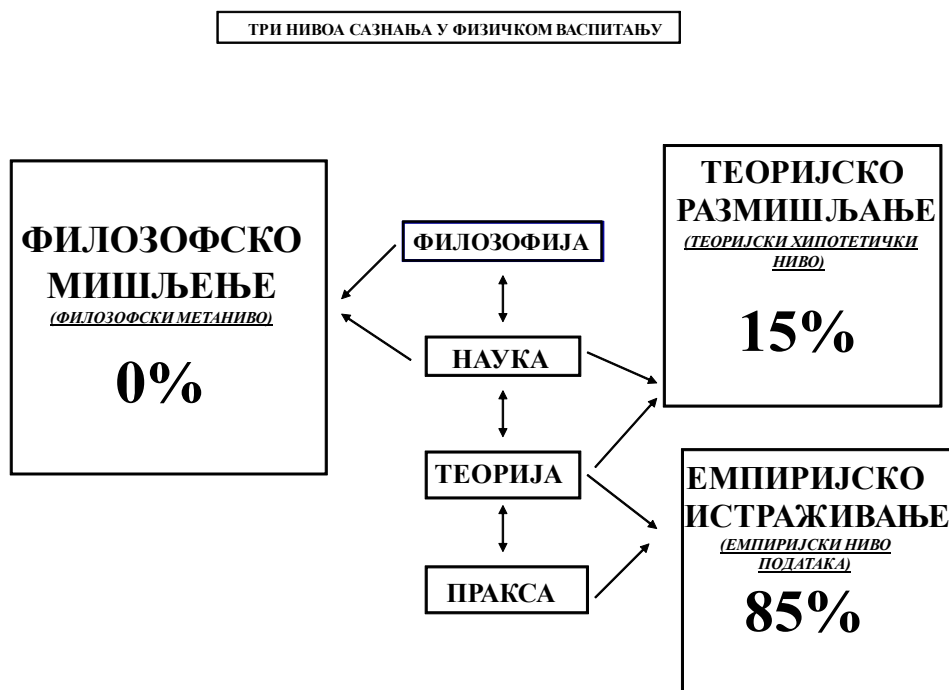 ТРИ НИВОА САЗНАЊА У ФИЗИЧКОМ ВАСПИТАЊУ
ФИЛОЗОФСКО
МИШЉЕЊЕ
(ФИЛОЗОФСКИ МЕТАНИВО)
0%
ФИЛОЗОФИЈА
НАУКА
ТЕОРИЈА
ПРАКСА
ТЕОРИЈСКО
РАЗМИШЉАЊЕ
(ТЕОРИЈСКИ ХИПОТЕТИЧКИ
НИВО)
15%
ЕМПИРИЈСКО
ИСТРАЖИВАЊЕ
(ЕМПИРИЈСКИ НИВО
ПОДАТАКА)
85%